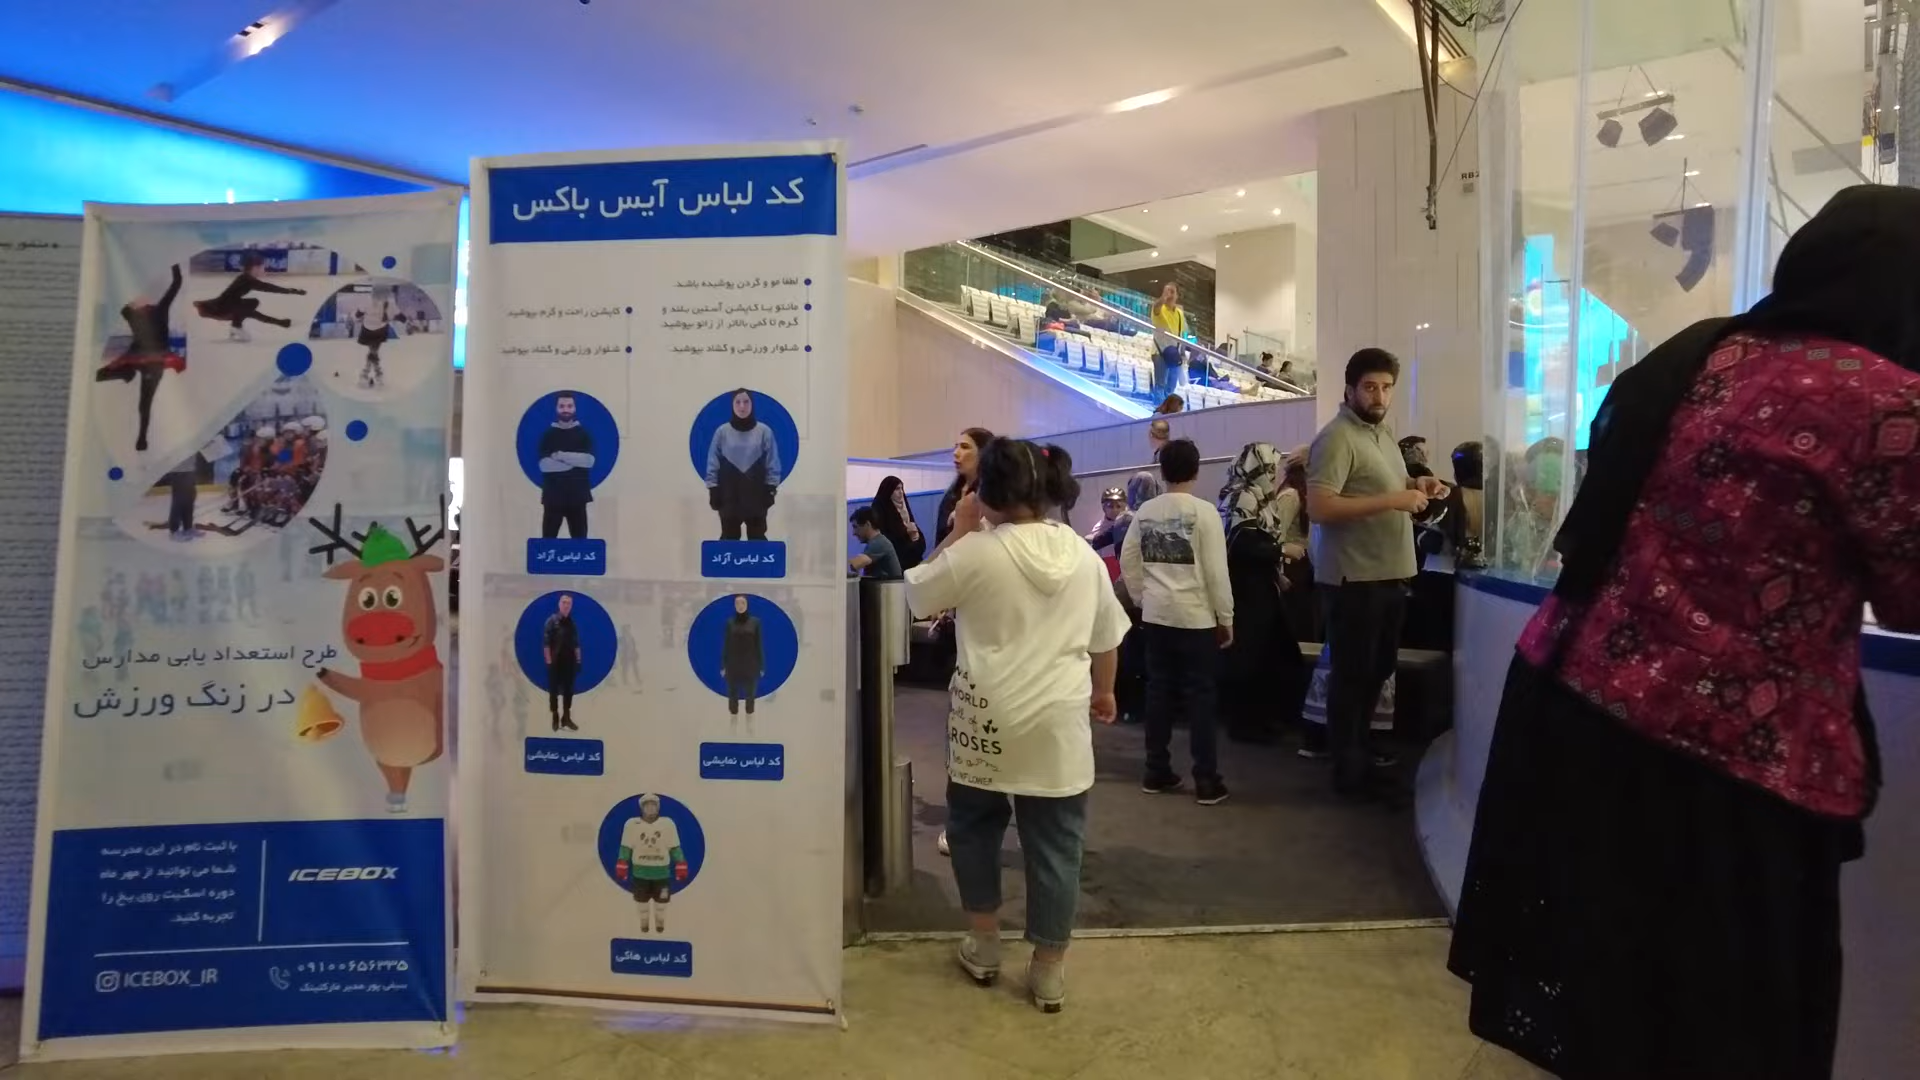 کد لباس آیس باکس
لطفا مو و گردن پوشیده باشد.
مانتو یا کاپشن آستین بلند و
گرم تا کمی بالاتر از زانو بپوشید.
شلوار ورزشی و گشاد بپوشید.
کاپشن راحت و گرم بپوشید.
شلوار ورزشی و گشاد بپوشید.
کد لباس آزاد
کد لباس آزاد
کد لباس نمایشی
کد لباس نمایشی
کد لباس هاکی
طرح استعداد یابی مدارس
در زنگ ورزش
ICEBOX
با ثبت نام در این مدرسه
شما می توانید از مهر ماه
دوره اسکیت روی یخ را
تجربه کنید.
۰۹۱۰۰۶۵۶۳۳۵
سیفی پور مدیر مارکتینگ
ICEBOX_IR
WORLD
ROSES